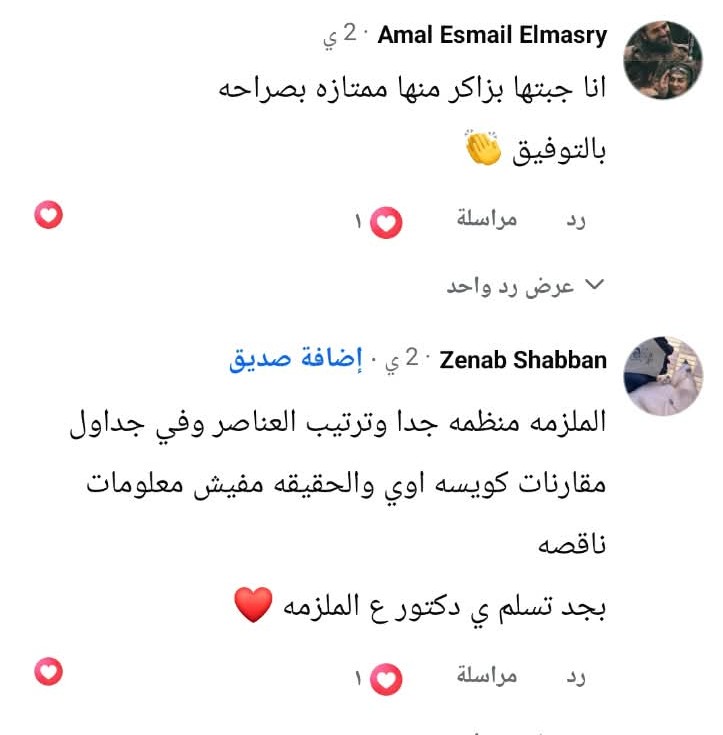 Amal Esmail Elmasry · 2 ي
انا جبتها بزاكر منها ممتازه بصراحه
بالتوفيق 👏
رد مراسلة ١
عرض رد واحد
Zenab Shabban · 2 ي · إضافة صديق
الملزمه منظمه جدا وترتيب العناصر وفي جداول
مقارنات كويسه اوي والحقيقه مفيش معلومات
ناقصه
بجد تسلم ي دكتور ع الملزمه ❤️
رد مراسلة ١